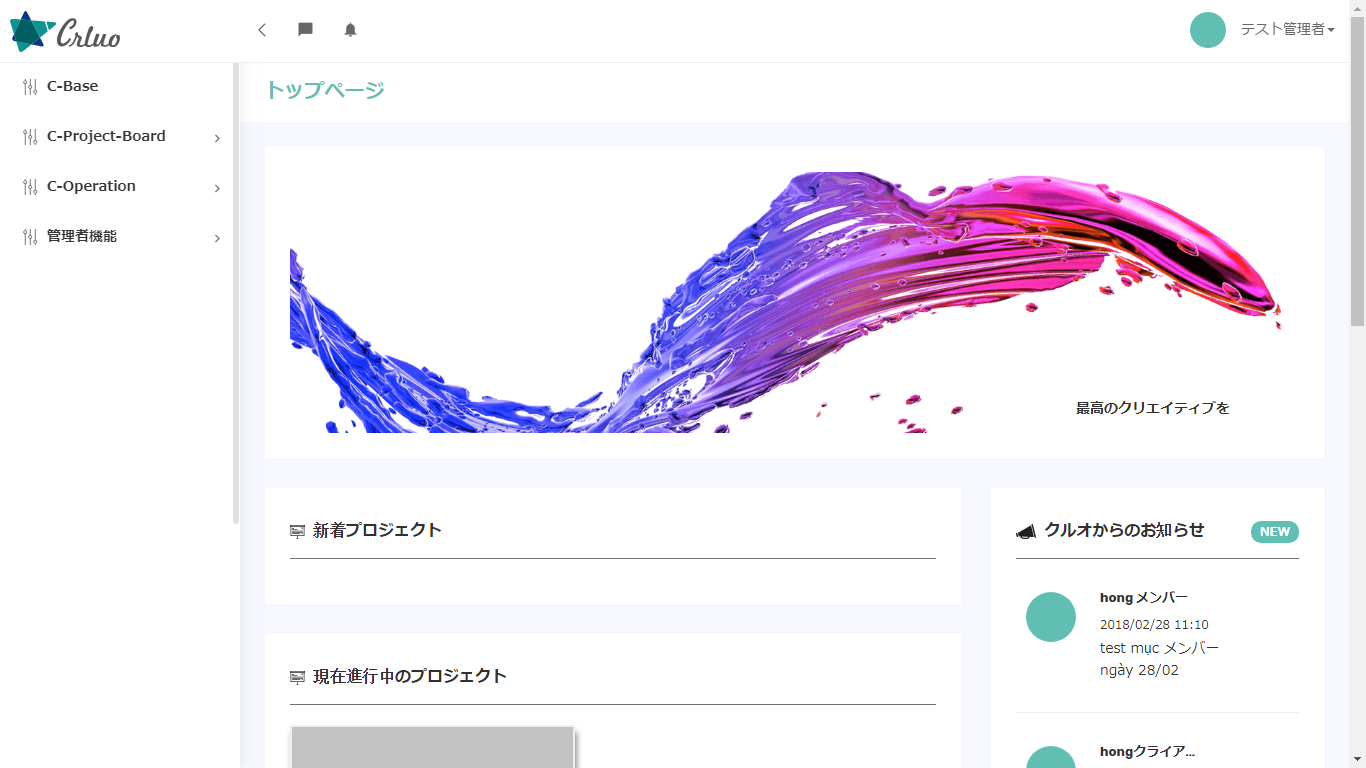 Crluo
テスト管理者
C-Base
C-Project-Board
C-Operation
管理者機能
トップページ
最高のクリエイティブを
新着プロジェクト
現在進行中のプロジェクト
クルオからのお知らせ NEW
hong メンバー
2018/02/28 11:10
test mục メンバー
ngày 28/02
hongクライア...